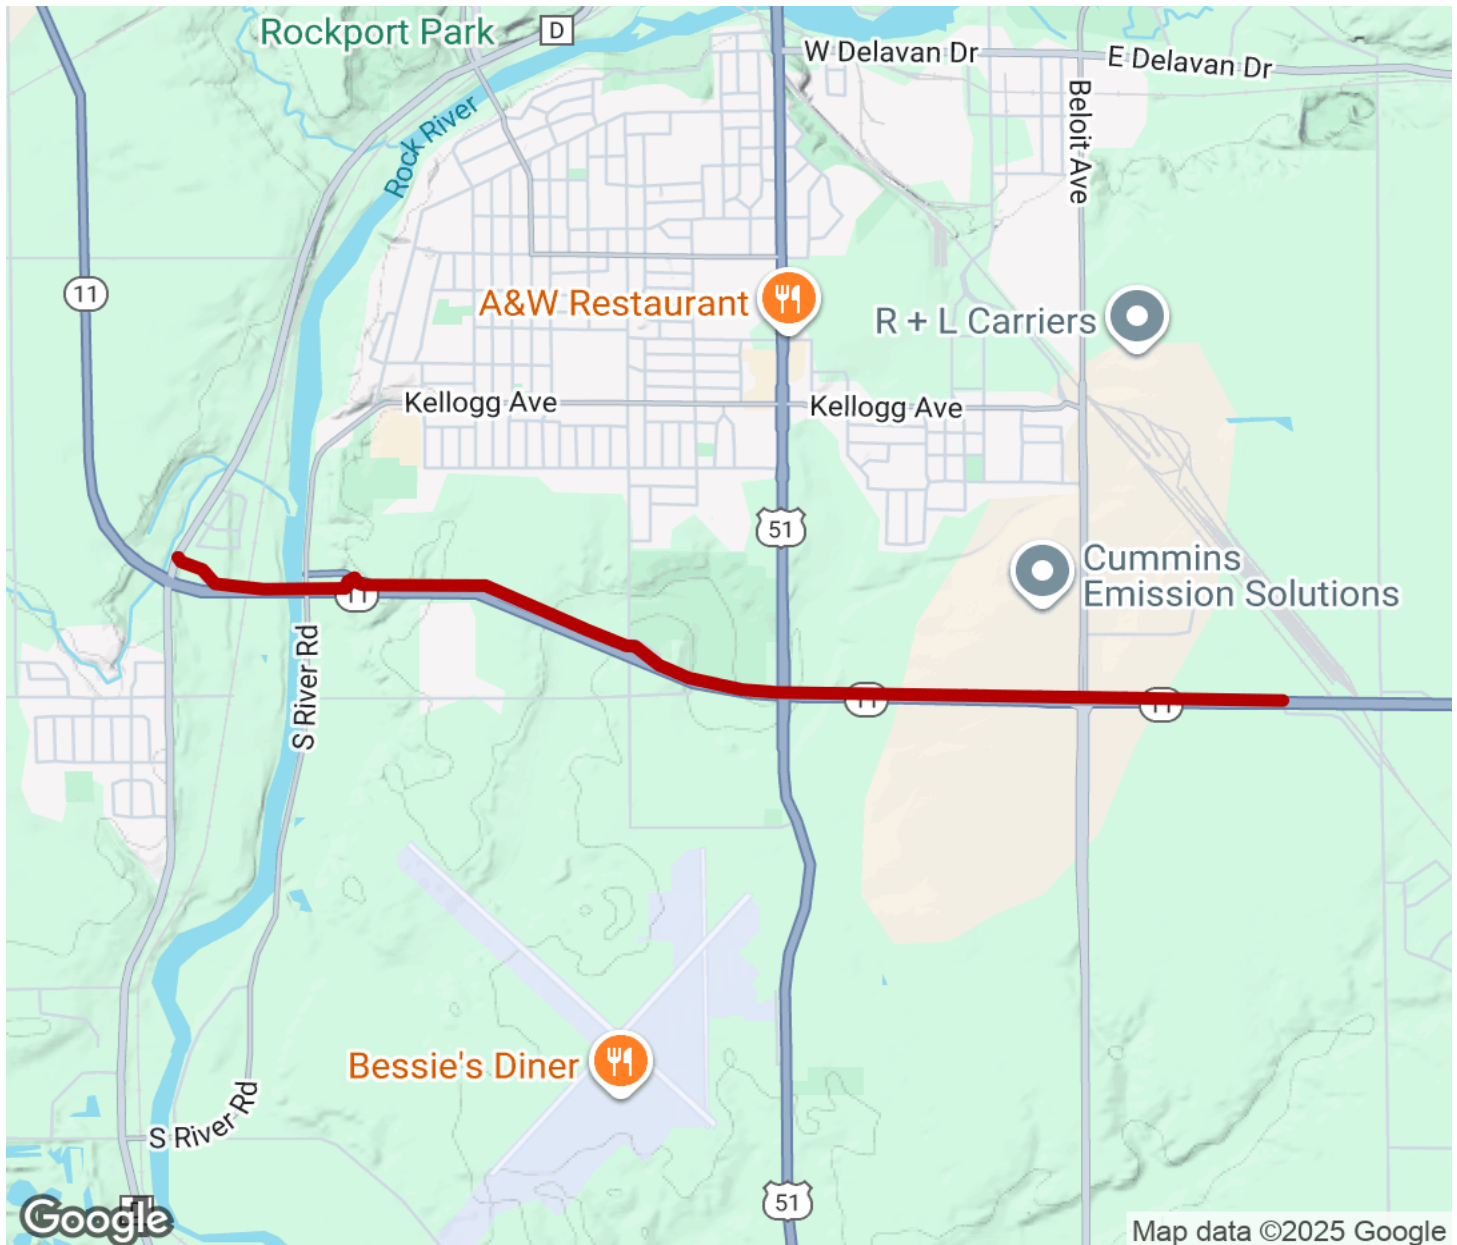 Rockport Park
D
W Delavan Dr
E Delavan Dr
Rock River
Beloit Ave
11
A&W Restaurant
R + L Carriers
Kellogg Ave
Kellogg Ave
51
Cummins
Emission Solutions
11
S River Rd
11
11
Bessie's Diner
S River Rd
51
Google
Map data ©2025 Google